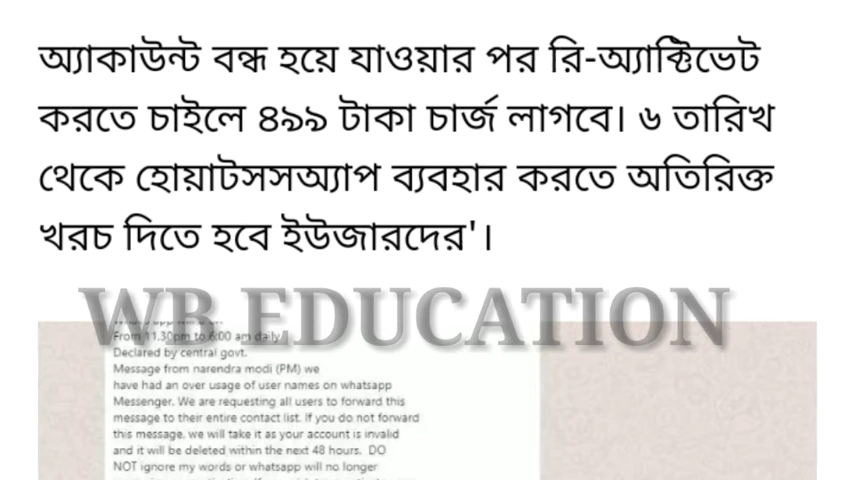 অ্যাকাউন্ট বন্ধ হয়ে যাওয়ার পর রি-অ্যাক্টিভেট
করতে চাইলে ৪৯৯ টাকা চার্জ লাগবে। ৬ তারিখ
থেকে হোয়াটসসঅ্যাপ ব্যবহার করতে অতিরিক্ত
খরচ দিতে হবে ইউজারদের'।
WB EDUCATION
From 11.30pm to 6:00 am daily
Declared by central govt.
Message from narendra modi (PM) we
have had an over usage of user names on whatsapp
Messenger. We are requesting all users to forward this
message to their entire contact list. If you do not forward
this message, we will take it as your account is invalid
and it will be deleted within the next 48 hours. DO
NOT ignore my words or whatsapp will no longer